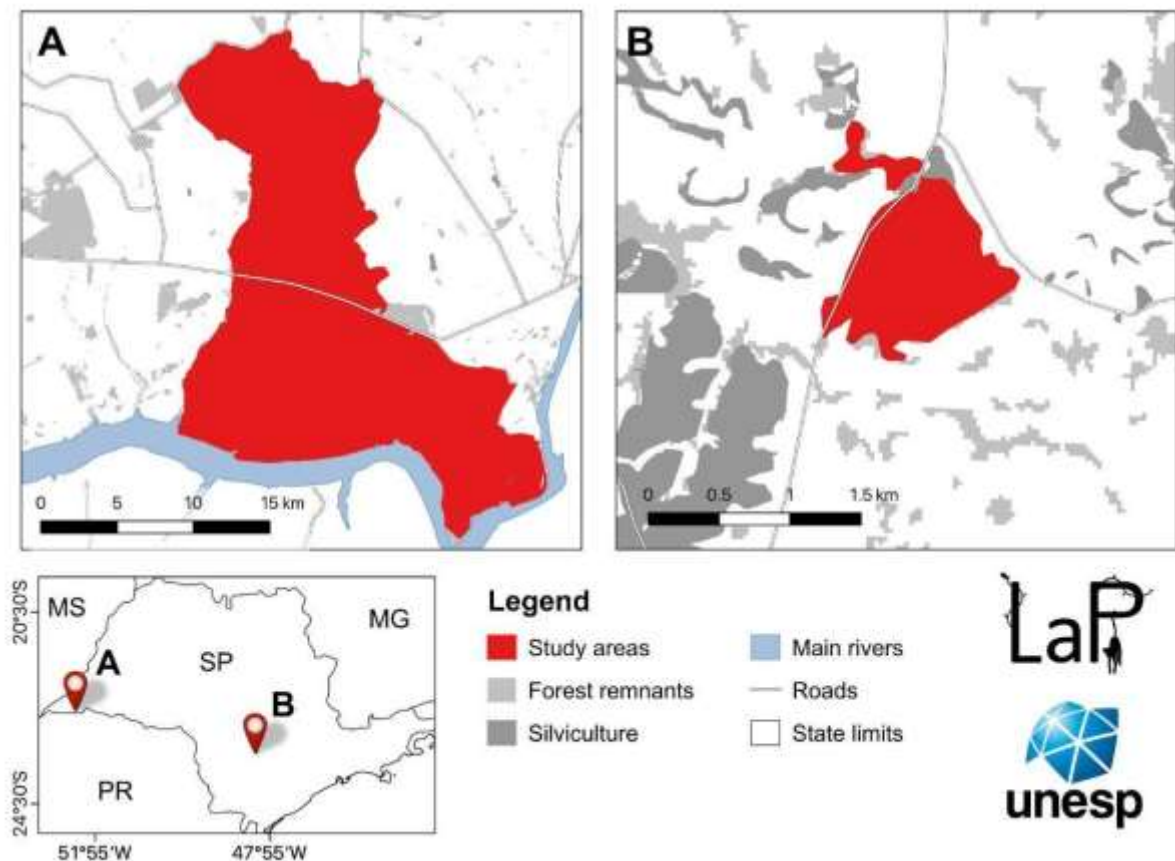 A
0 5 10 15 km
B
0 0.5 1 1.5 km
20°30'S
24°30'S
MS
MG
SP
A
B
PR
51°55'W 47°55'W
Legend
Study areas
Forest remnants
Silviculture
Main rivers
Roads
State limits
LaP
unesp